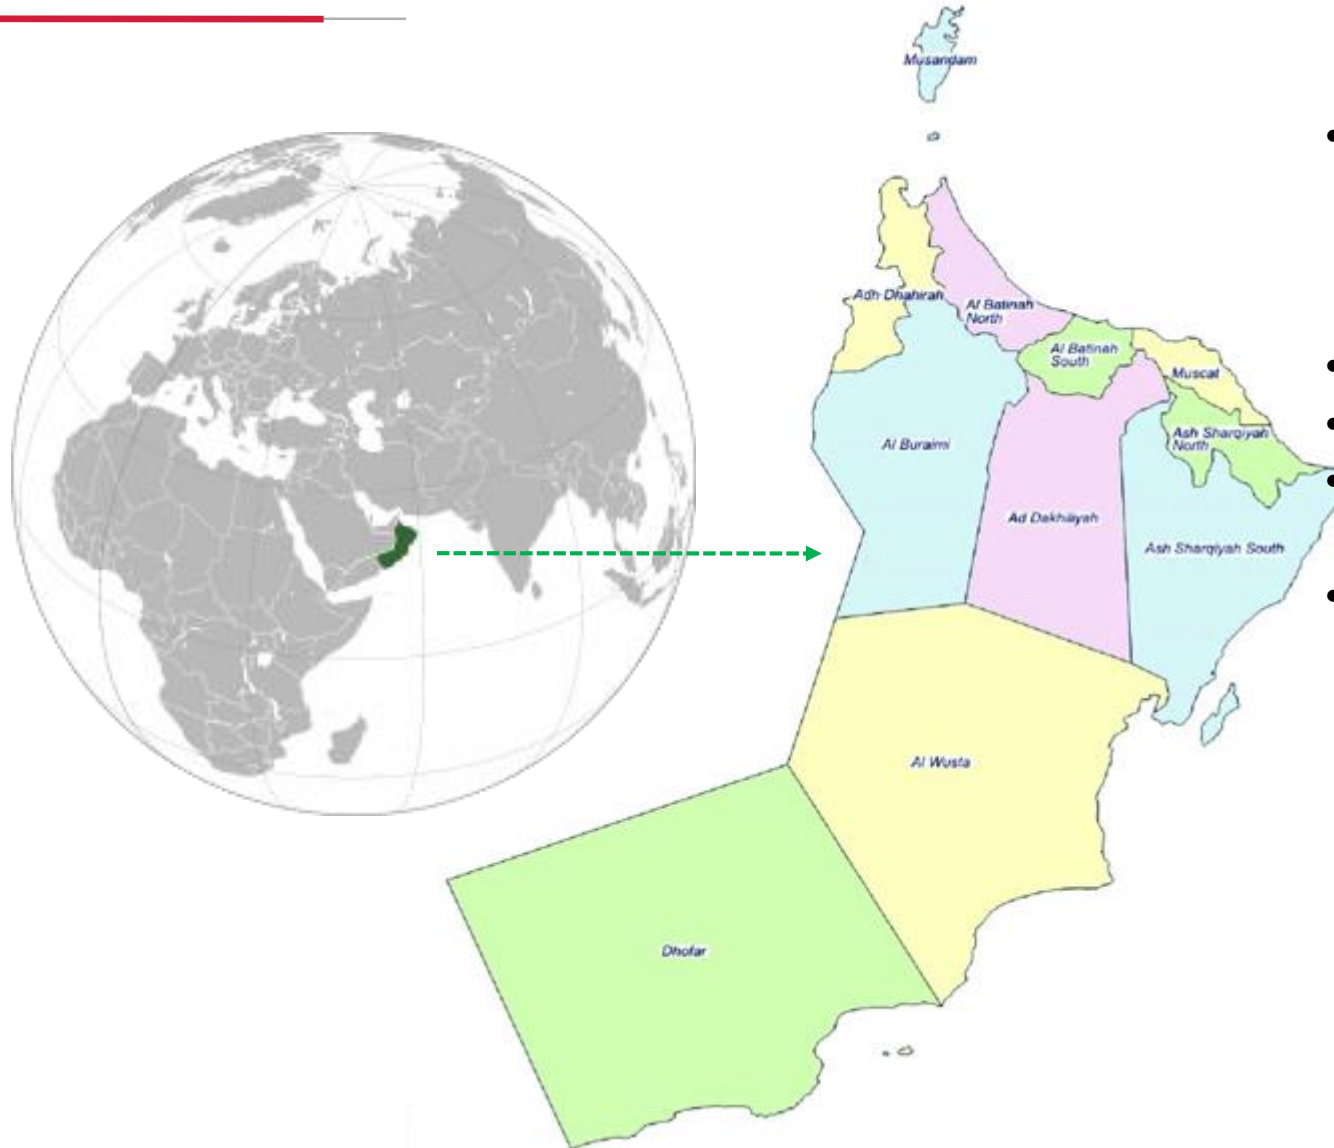 Musandam
Adh Dhahirah
Al Batinah
North
Al Batinah
South
Muscat
Al Buraimi
Ash Sharqiyah
North
Ad Dakhliyah
Ash Sharqiyah South
Al Wusta
Dhofar